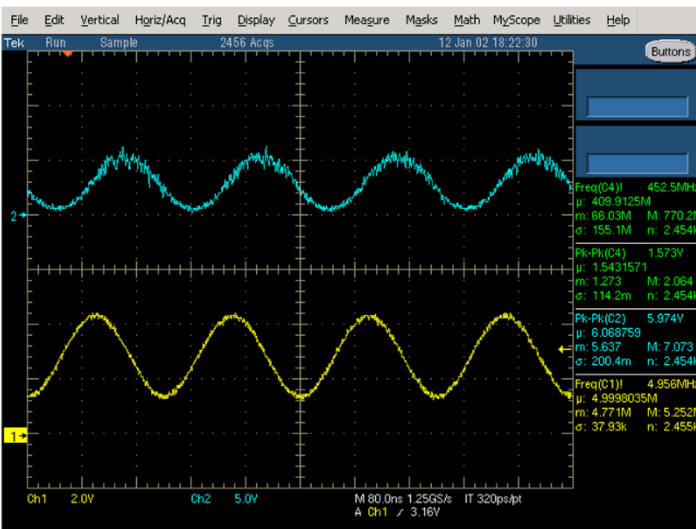 File Edit Vertical Horiz/Acq Trig Display Cursors Measure Masks Math MyScope Utilities Help
Tek Run Sample 2456 Acqs 12 Jan 02 18:22:30
Buttons
Freq(C4)! 452.5MHz
µ: 409.9125M
m: 66.03M M: 770.2M
σ: 155.1M n: 2.454k
Pk-Pk(C4) 1.573V
µ: 1.5431571
m: 1.273 M: 2.064
σ: 114.2m n: 2.454k
2
Pk-Pk(C2) 5.974V
µ: 6.068759
m: 5.637 M: 7.073
σ: 200.4m n: 2.454k
Freq(C1)! 4.956MHz
µ: 4.9998035M
m: 4.771M M: 5.252M
σ: 37.93k n: 2.455k
1
Ch1 2.0V Ch2 5.0V M 80.0ns 1.25GS/s IT 320ps/pt
A Ch1 ∕ 3.16V